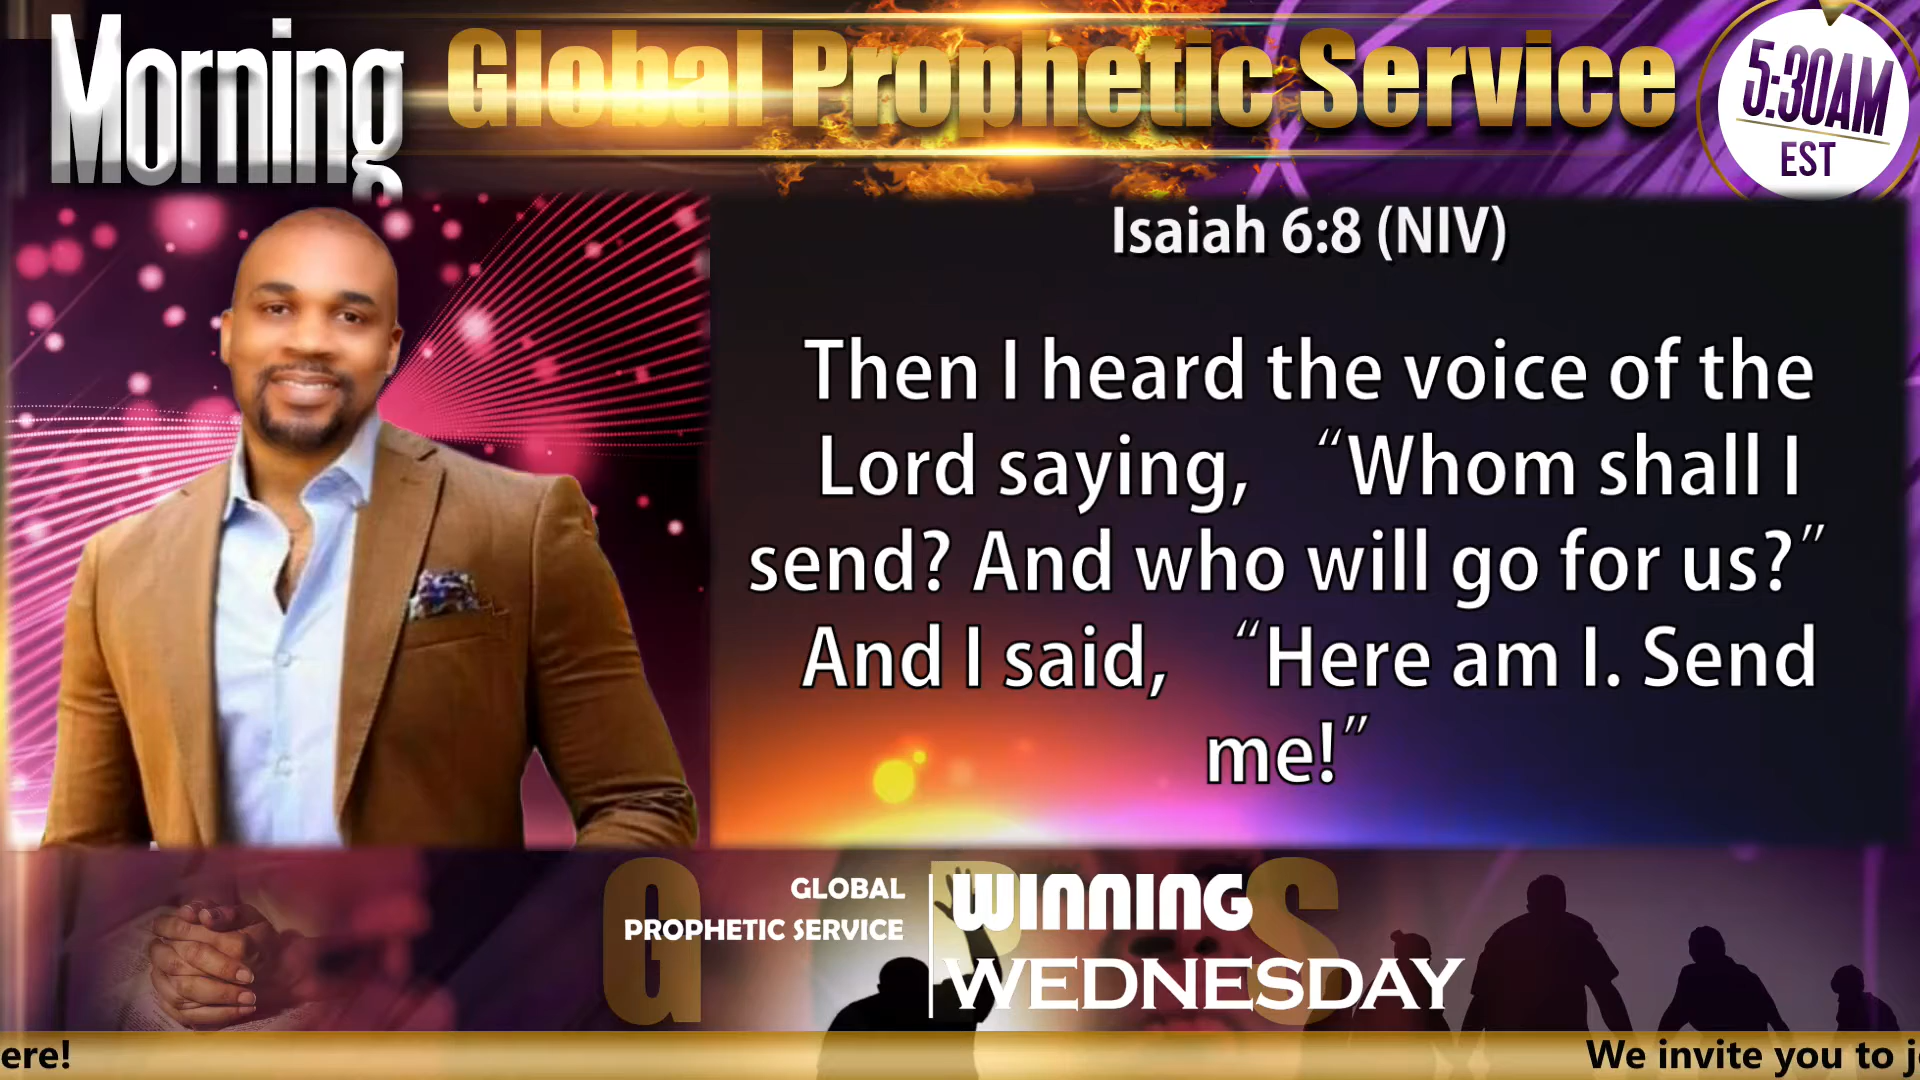 Morning
Global Prophetic Service
5:30AM
EST
Isaiah 6:8 (NIV)
Then I heard the voice of the
Lord saying, “Whom shall I
send? And who will go for us?”
And I said, “Here am I. Send
me!”
GPS
GLOBAL
PROPHETIC SERVICE
WINNING
WEDNESDAY
ere!
We invite you to j